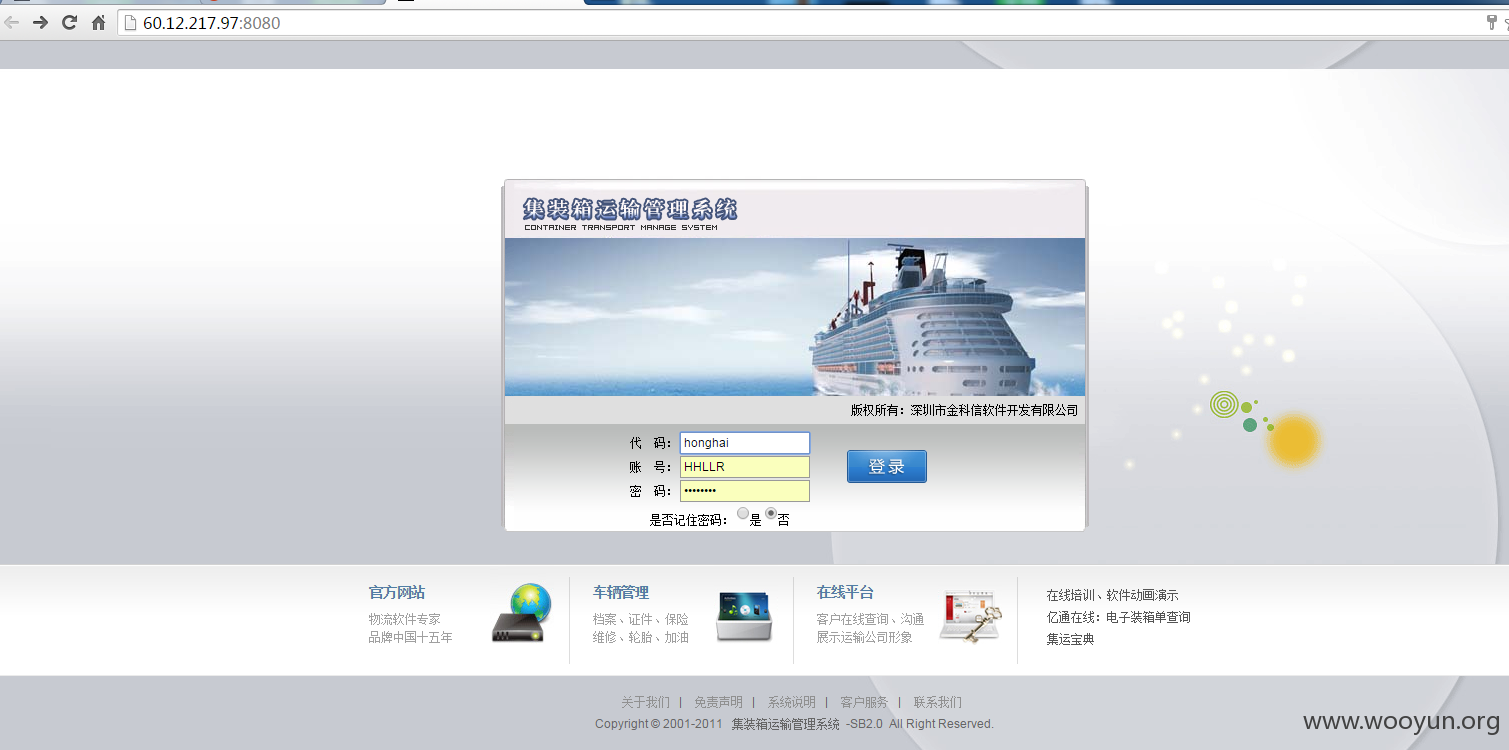 60.12.217.97:8080
集装箱运输管理系统
CONTAINER TRANSPORT MANAGE SYSTEM
版权所有：深圳市金科信软件开发有限公司
代 码： honghai
账 号： HHLLR
密 码： ••••••••
登录
是否记住密码： 是 否
官方网站
物流软件专家
品牌中国十五年
车辆管理
档案、证件、保险
维修、轮胎、加油
在线平台
客户在线查询、沟通
展示运输公司形象
在线培训、软件动画演示
亿通在线：电子装箱单查询
集运宝典
关于我们 | 免责声明 | 系统说明 | 客户服务 | 联系我们
Copyright © 2001-2011 集装箱运输管理系统 -SB2.0 All Right Reserved.
www.wooyun.org